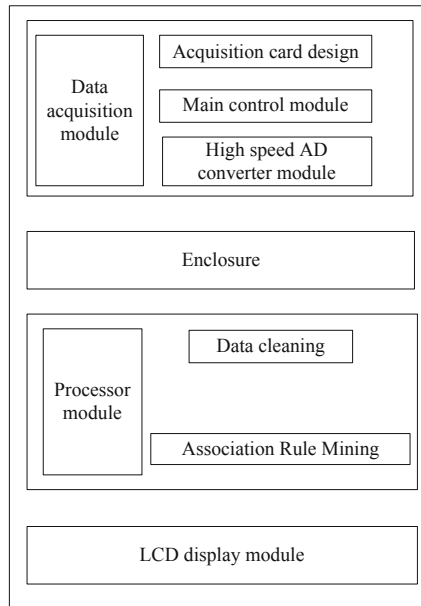 Data
acquisition
module
Acquisition card design
Main control module
High speed AD
converter module
Enclosure
Processor
module
Data cleaning
Association Rule Mining
LCD display module